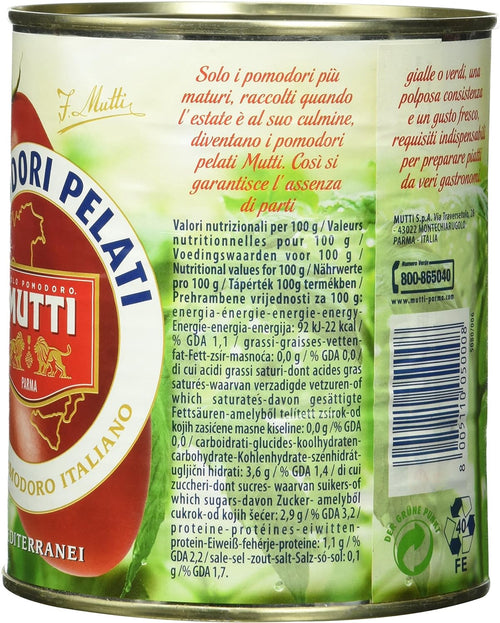 F. Mutti
DORI PELATI
LO POMODORO.
MUTTI
PARMA
MODORO ITALIANO
DITERRANEI
Solo i pomodori più
maturi, raccolti quando
l'estate è al suo culmine,
diventano i pomodori
pelati Mutti. Così si
garantisce l'assenza
di parti
Valori nutrizionali per 100 g / Valeurs
nutritionnelles pour 100 g /
Voedingswaarden voor 100 g /
Nutritional values for 100 g / Nährwerte
pro 100 g / Tápérték 100g termékben /
Prehrambene vrijednosti za 100 g:
energia-énergie-energie-energy-
Energie-energia-energija: 92 kJ-22 kcal /
% GDA 1,1 / grassi-graisses-vetten-
fat-Fett-zsír-masnoća: 0,0 g / % GDA 0,0 /
di cui acidi grassi saturi-dont acides gras
saturés-waarvan verzadigde vetzuren-of
which saturates-davon gesättigte
Fettsäuren-amelyből telített zsírok-od
kojih zasićene masne kiseline: 0,0 g /%GDA
0,0 / carboidrati-glucides-koolhydraten-
carbohydrate-Kohlenhydrate-szénhidrát-
ugljični hidrati: 3,6 g / % GDA 1,4 / di cui
zuccheri-dont sucres- waarvan suikers-of
which sugars-davon Zucker- amelyből
cukrok-od kojih šećer: 2,9 g / % GDA 3,2 /
proteine-protéines-eiwitten-
protein-Eiweiß-fehérje-proteine: 1,1 g /%
GDA 2,2 / sale-sel -zout-salt-Salz-só-sol: 0,1
g /% GDA 1,7.
gialle o verdi, una
polposa consistenza
e un gusto fresco,
requisiti indispensabili
per preparare piatti
da veri gastronomi.
MUTTI S.p.A. Via Traversetolo, 28
- 43022 MONTECHIARUGOLO
PARMA - ITALIA
Numero Verde
800-865040
www.mutti-parma.com
8 005110 050008
DER GRÜNE PUNKT
40
FE